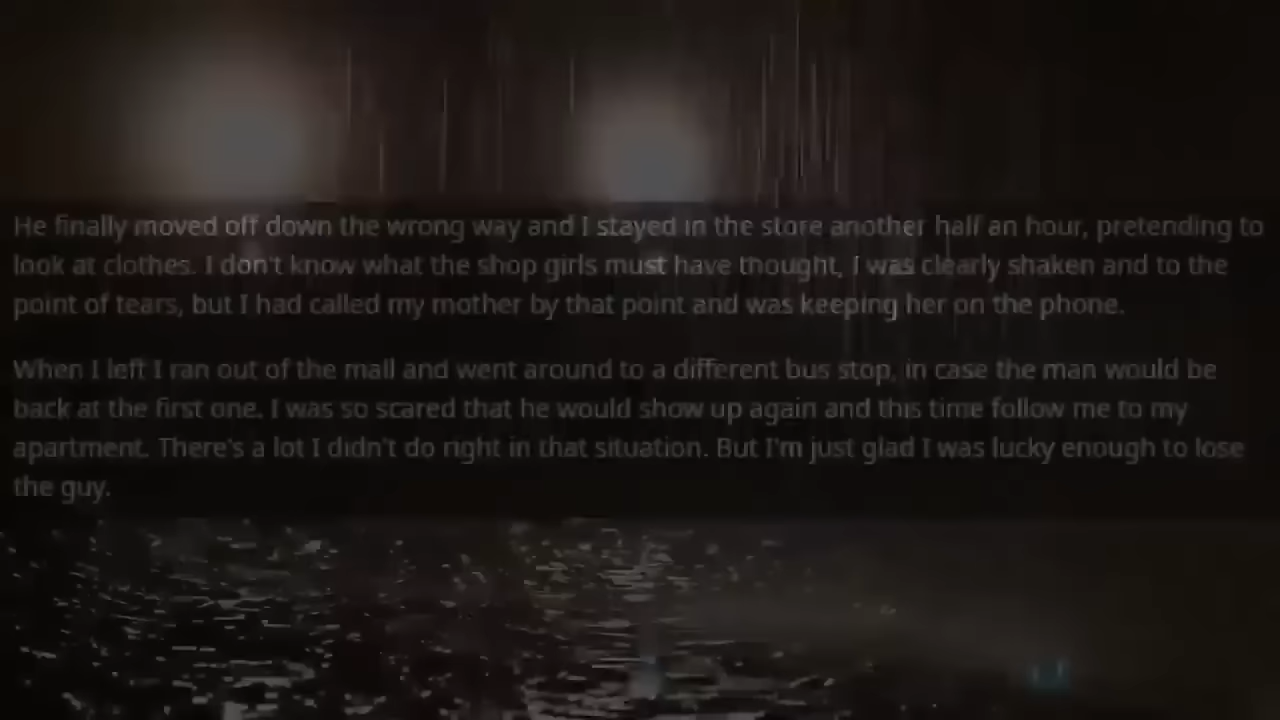 He finally moved off down the wrong way and I stayed in the store another half an hour, pretending to
look at clothes. I don't know what the shop girls must have thought, I was clearly shaken and to the
point of tears, but I had called my mother by that point and was keeping her on the phone.
When I left I ran out of the mall and went around to a different bus stop, in case the man would be
back at the first one. I was so scared that he would show up again and this time follow me to my
apartment. There's a lot I didn't do right in that situation. But I'm just glad I was lucky enough to lose
the guy.